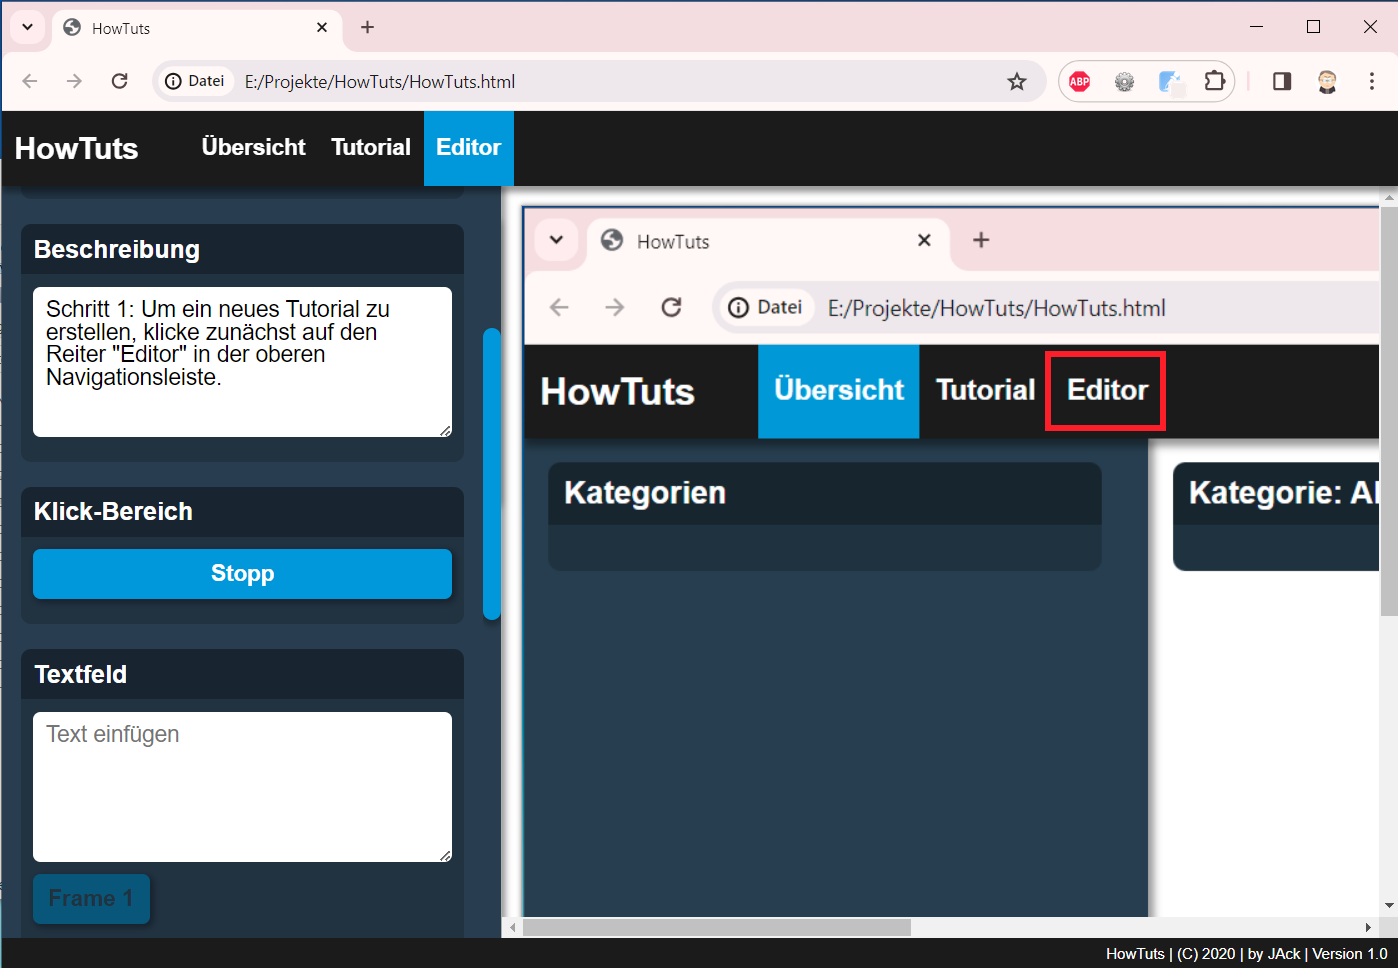 HowTuts
Datei E:/Projekte/HowTuts/HowTuts.html
ABP
HowTuts Übersicht Tutorial Editor
Beschreibung
Schritt 1: Um ein neues Tutorial zu
erstellen, klicke zunächst auf den
Reiter "Editor" in der oberen
Navigationsleiste.
Klick-Bereich
Stopp
Textfeld
Text einfügen
Frame 1
HowTuts
Datei E:/Projekte/HowTuts/HowTuts.html
HowTuts Übersicht Tutorial Editor
Kategorien
Kategorie:
HowTuts | (C) 2020 | by JAck | Version 1.0